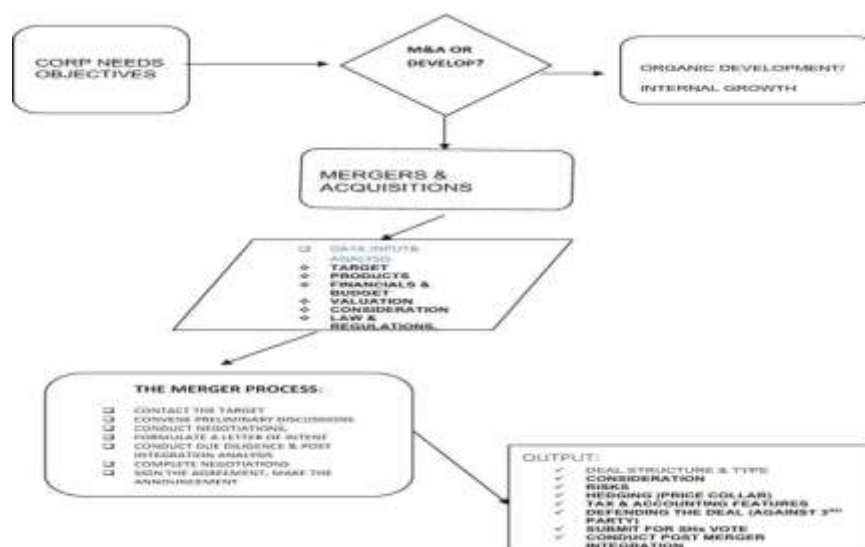 CORP NEEDS
OBJECTIVES
M&A OR
DEVELOP?
ORGANIC DEVELOPMENT/
INTERNAL GROWTH
MERGERS &
ACQUISITIONS
❑ DATA INPUT&
ANALYSIS
❖ TARGET
❖ PRODUCTS
❖ FINANCIALS &
BUDGET
❖ VALUATION
❖ CONSIDERATION
❖ LAW &
REGULATIONS,
THE MERGER PROCESS:
❑ CONTACT THE TARGET
❑ CONVENE PRELIMINARY DISCUSSIONS
❑ CONDUCT NEGOTIATIONS,
❑ FORMULATE A LETTER OF INTENT
❑ CONDUCT DUE DILIGENCE & POST
INTEGRATION ANALYSIS
❑ COMPLETE NEGOTIATIONS
❑ SIGN THE AGREEMENT, MAKE THE
ANNOUNCEMENT
OUTPUT:
✓ DEAL STRUCTURE & TYPE
✓ CONSIDERATION
✓ RISKS
✓ HEDGING (PRICE COLLAR)
✓ TAX & ACCOUNTING FEATURES
✓ DEFENDING THE DEAL (AGAINST 3RD
PARTY)
✓ SUBMIT FOR SHs VOTE
✓ CONDUCT POST MERGER
INTEGRATION